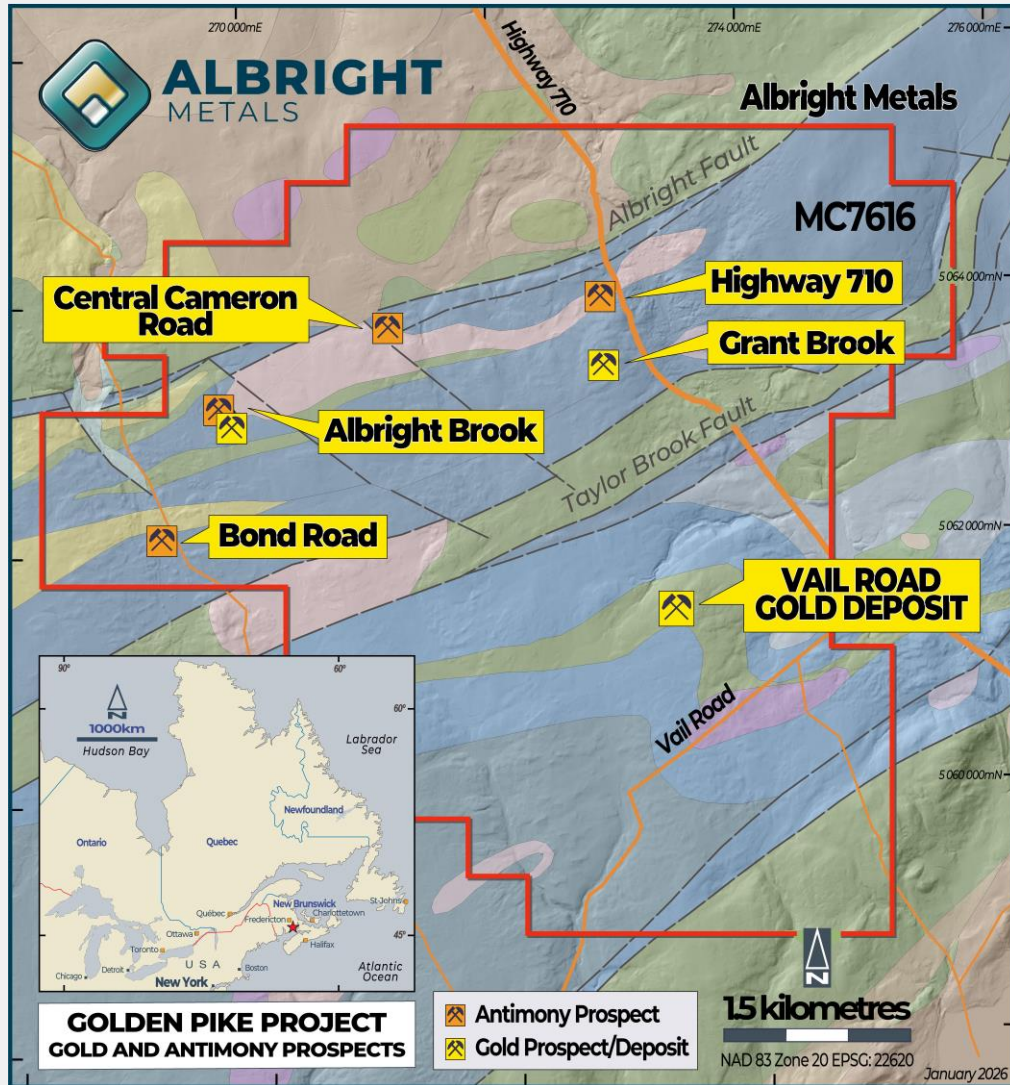 270 000mE
274 000mE
276 000mE
ALBRIGHT
METALS
Highway 710
Albright Metals
Albright Fault
MC7616
5 064 000mN
Central Cameron
Road
Highway 710
Grant Brook
Albright Brook
Taylor Brook Fault
Bond Road
5 062 000mN
VAIL ROAD
GOLD DEPOSIT
Vail Road
5 060 000mN
90°
60°
N
1000km
Hudson Bay
60°
Labrador
Sea
Newfoundland
Ontario
Quebec
New Brunswick
St Johns
Québec
Fredericton
Charlottetown
Ottawa
Halifax
45°
Toronto
USA
Chicago
Detroit
Boston
New York
Atlantic
Ocean
GOLDEN PIKE PROJECT
GOLD AND ANTIMONY PROSPECTS
Antimony Prospect
Gold Prospect/Deposit
N
1.5 kilometres
NAD 83 Zone 20 EPSG: 22620
January 2026